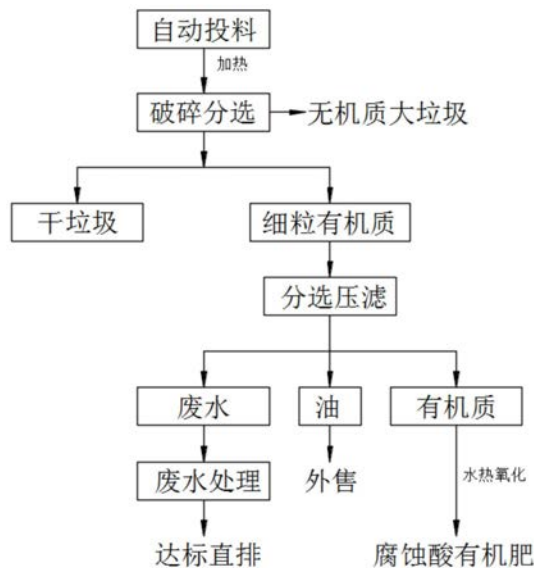 自动投料
加热
破碎分选
无机质大垃圾
干垃圾
细粒有机质
分选压滤
废水
油
有机质
废水处理
外售
水热氧化
达标直排
腐蚀酸有机肥